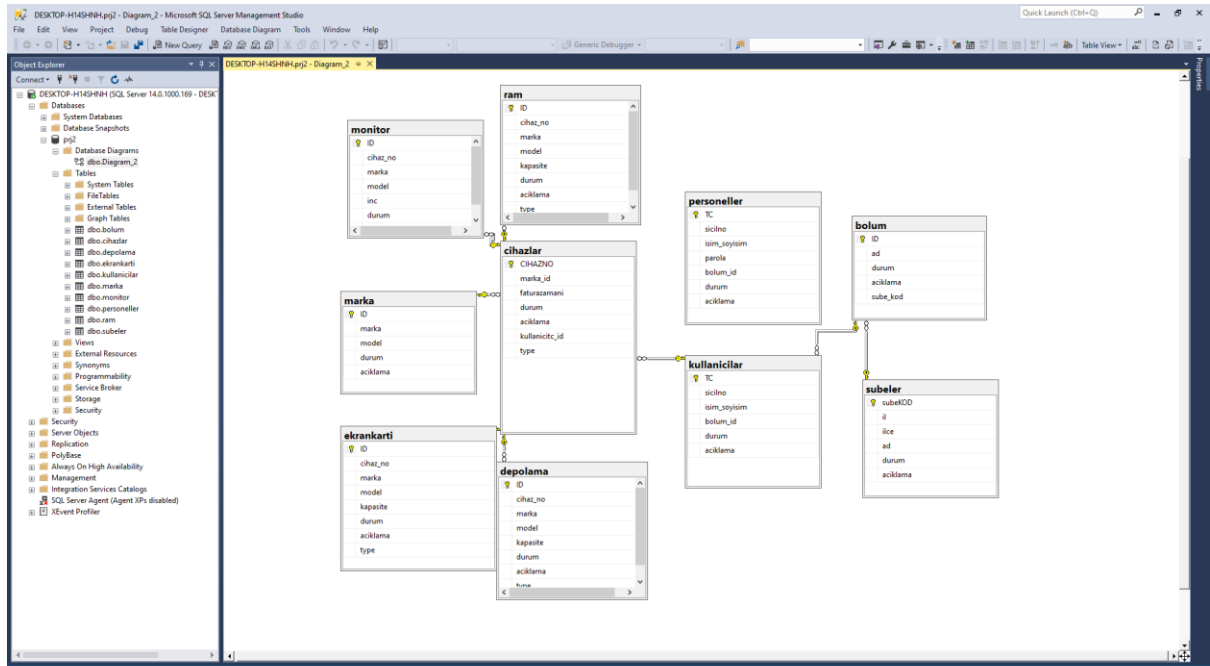 DESKTOP-H14SHNH.prj2 - Diagram_2 - Microsoft SQL Server Management Studio
Quick Launch (Ctrl+Q)
File Edit View Project Debug Table Designer Database Diagram Tools Window Help
New Query
Generic Debugger
Table View
Object Explorer
Connect
DESKTOP-H14SHNH (SQL Server 14.0.1000.169 - DESK
Databases
System Databases
Database Snapshots
prj2
Database Diagrams
dbo.Diagram_2
Tables
System Tables
FileTables
External Tables
Graph Tables
dbo.bolum
dbo.cihazlar
dbo.depolama
dbo.ekrankarti
dbo.kullanicilar
dbo.marka
dbo.monitor
dbo.personeller
dbo.ram
dbo.subeler
Views
External Resources
Synonyms
Programmability
Service Broker
Storage
Security
Security
Server Objects
Replication
PolyBase
Always On High Availability
Management
Integration Services Catalogs
SQL Server Agent (Agent XPs disabled)
XEvent Profiler
DESKTOP-H14SHNH.prj2 - Diagram_2
Properties
monitor
ID
cihaz_no
marka
model
inc
durum
ram
ID
cihaz_no
marka
model
kapasite
durum
aciklama
type
cihazlar
CIHAZNO
marka_id
faturazamani
durum
aciklama
kullanicitc_id
type
marka
ID
marka
model
durum
aciklama
ekrankarti
ID
cihaz_no
marka
model
kapasite
durum
aciklama
type
depolama
ID
cihaz_no
marka
model
kapasite
durum
aciklama
type
personeller
TC
sicilno
isim_soyisim
parola
bolum_id
durum
aciklama
kullanicilar
TC
sicilno
isim_soyisim
bolum_id
durum
aciklama
bolum
ID
ad
durum
aciklama
sube_kod
subeler
subeKOD
il
ilce
ad
durum
aciklama